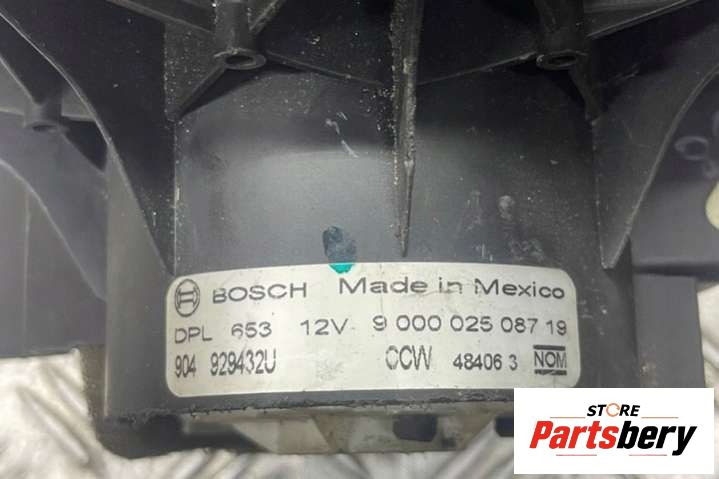 BOSCH Made in Mexico
DPL 653 12V 9 000 025 087 19
904 929432U CCW 48406 3 NOM
STORE
Partsbery